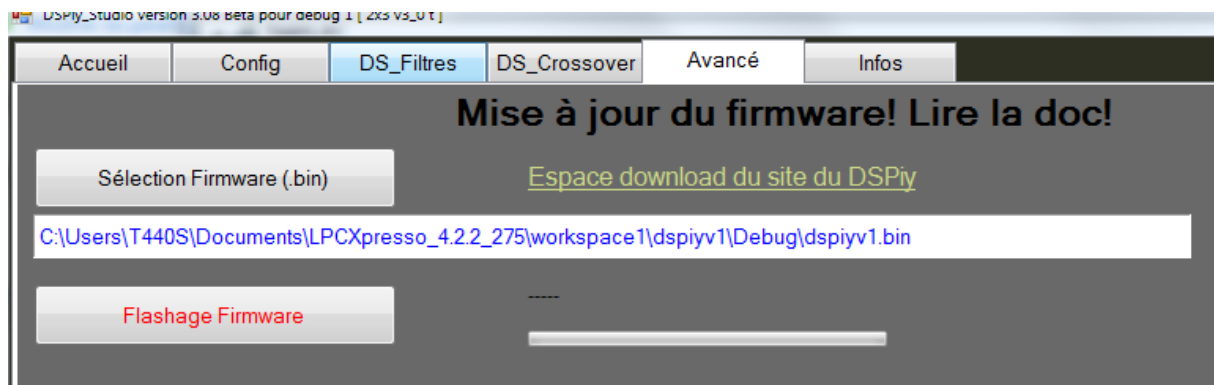 DSPiy_Studio version 3.08 Beta pour debug 1 [ 2x3 v3_0 t ]
Accueil Config DS_Filtres DS_Crossover Avancé Infos
Mise à jour du firmware! Lire la doc!
Sélection Firmware (.bin) Espace download du site du DSPiy
C:\Users\T440S\Documents\LPCXpresso_4.2.2_275\workspace1\dspiyv1\Debug\dspiyv1.bin
-----
Flashage Firmware